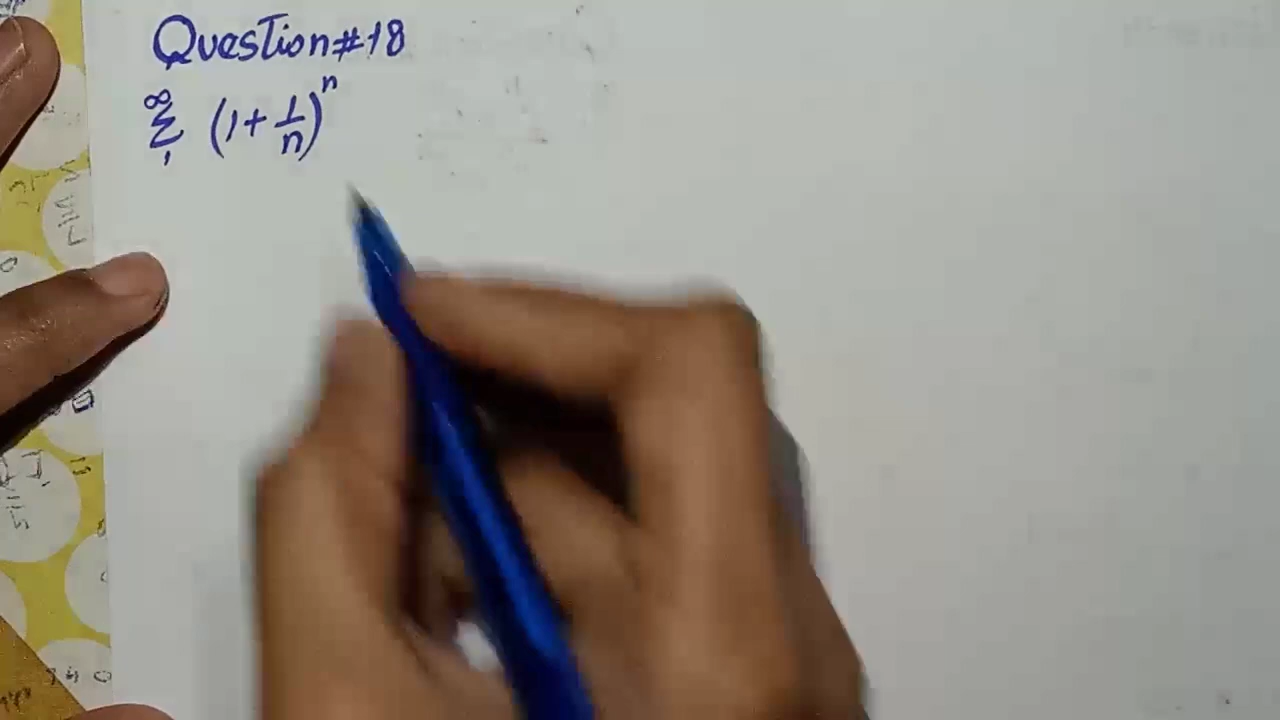 Question#18
∞
Σ (1 + 1/n)^n
1